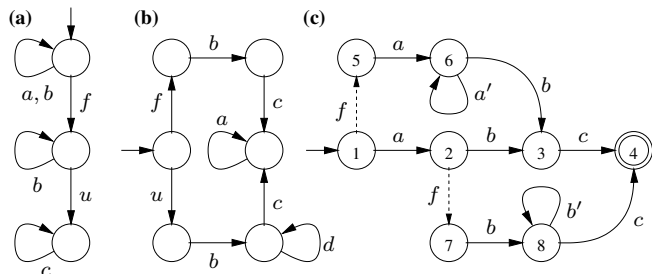 (a) (b) (c)
b a
5 6
a, b f f c f a′ b
a
1 a 2 b 3 c 4
b u u f
c b′ c
b 7 b 8
c d